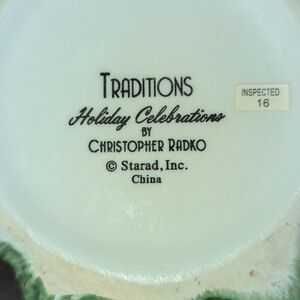 TRADITIONS
Holiday Celebrations
BY
CHRISTOPHER RADKO
© Starad, Inc.
China
INSPECTED
16